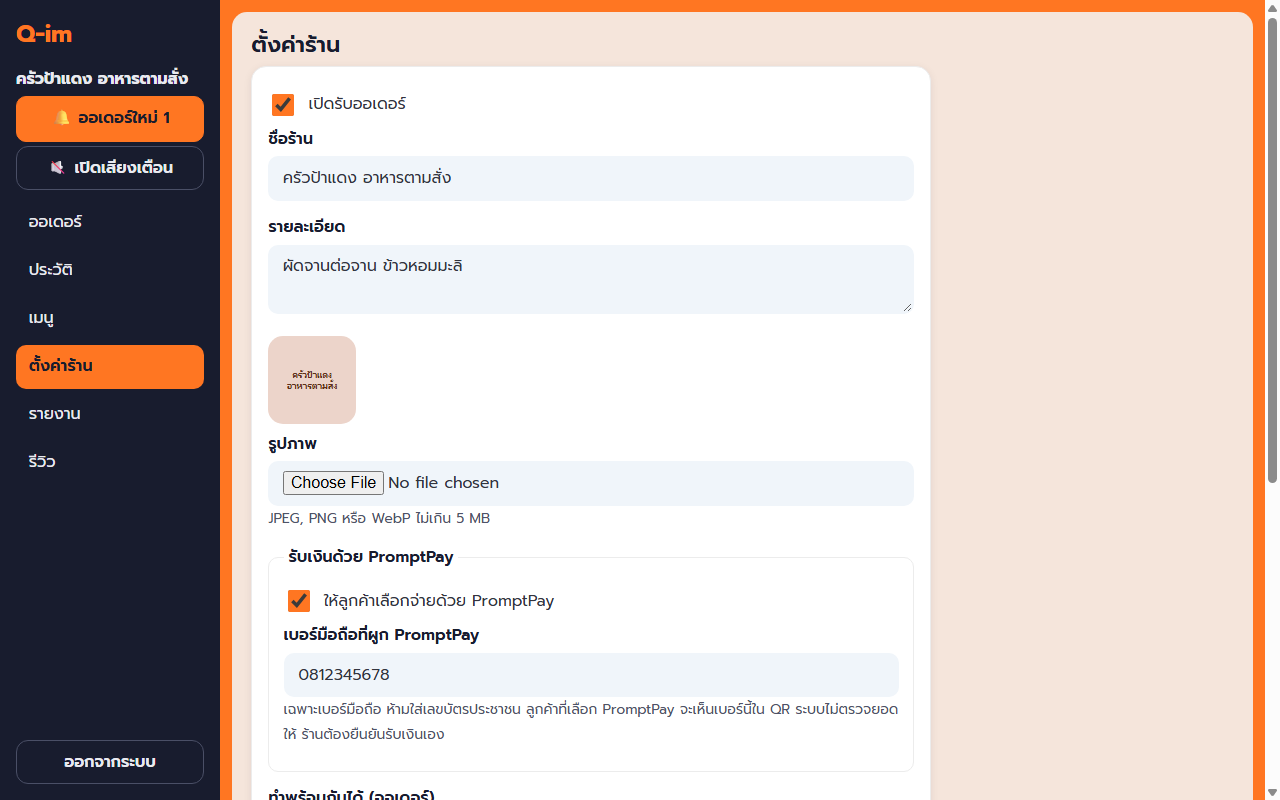 Q-im
ครัวป้าแดง อาหารตามสั่ง
ออเดอร์ใหม่ 1
เปิดเสียงเตือน
ออเดอร์
ประวัติ
เมนู
ตั้งค่าร้าน
รายงาน
รีวิว
ออกจากระบบ
ตั้งค่าร้าน
เปิดรับออเดอร์
ชื่อร้าน
ครัวป้าแดง อาหารตามสั่ง
รายละเอียด
ผัดจานต่อจาน ข้าวหอมมะลิ
ครัวป้าแดง
อาหารตามสั่ง
รูปภาพ
Choose File No file chosen
JPEG, PNG หรือ WebP ไม่เกิน 5 MB
รับเงินด้วย PromptPay
ให้ลูกค้าเลือกจ่ายด้วย PromptPay
เบอร์มือถือที่ผูก PromptPay
0812345678
เฉพาะเบอร์มือถือ ห้ามใส่เลขบัตรประชาชน ลูกค้าที่เลือก PromptPay จะเห็นเบอร์นี้ใน QR ระบบไม่ตรวจยอด
ให้ ร้านต้องยืนยันรับเงินเอง
ทำพร้อมกันได้ (ออเดอร์)